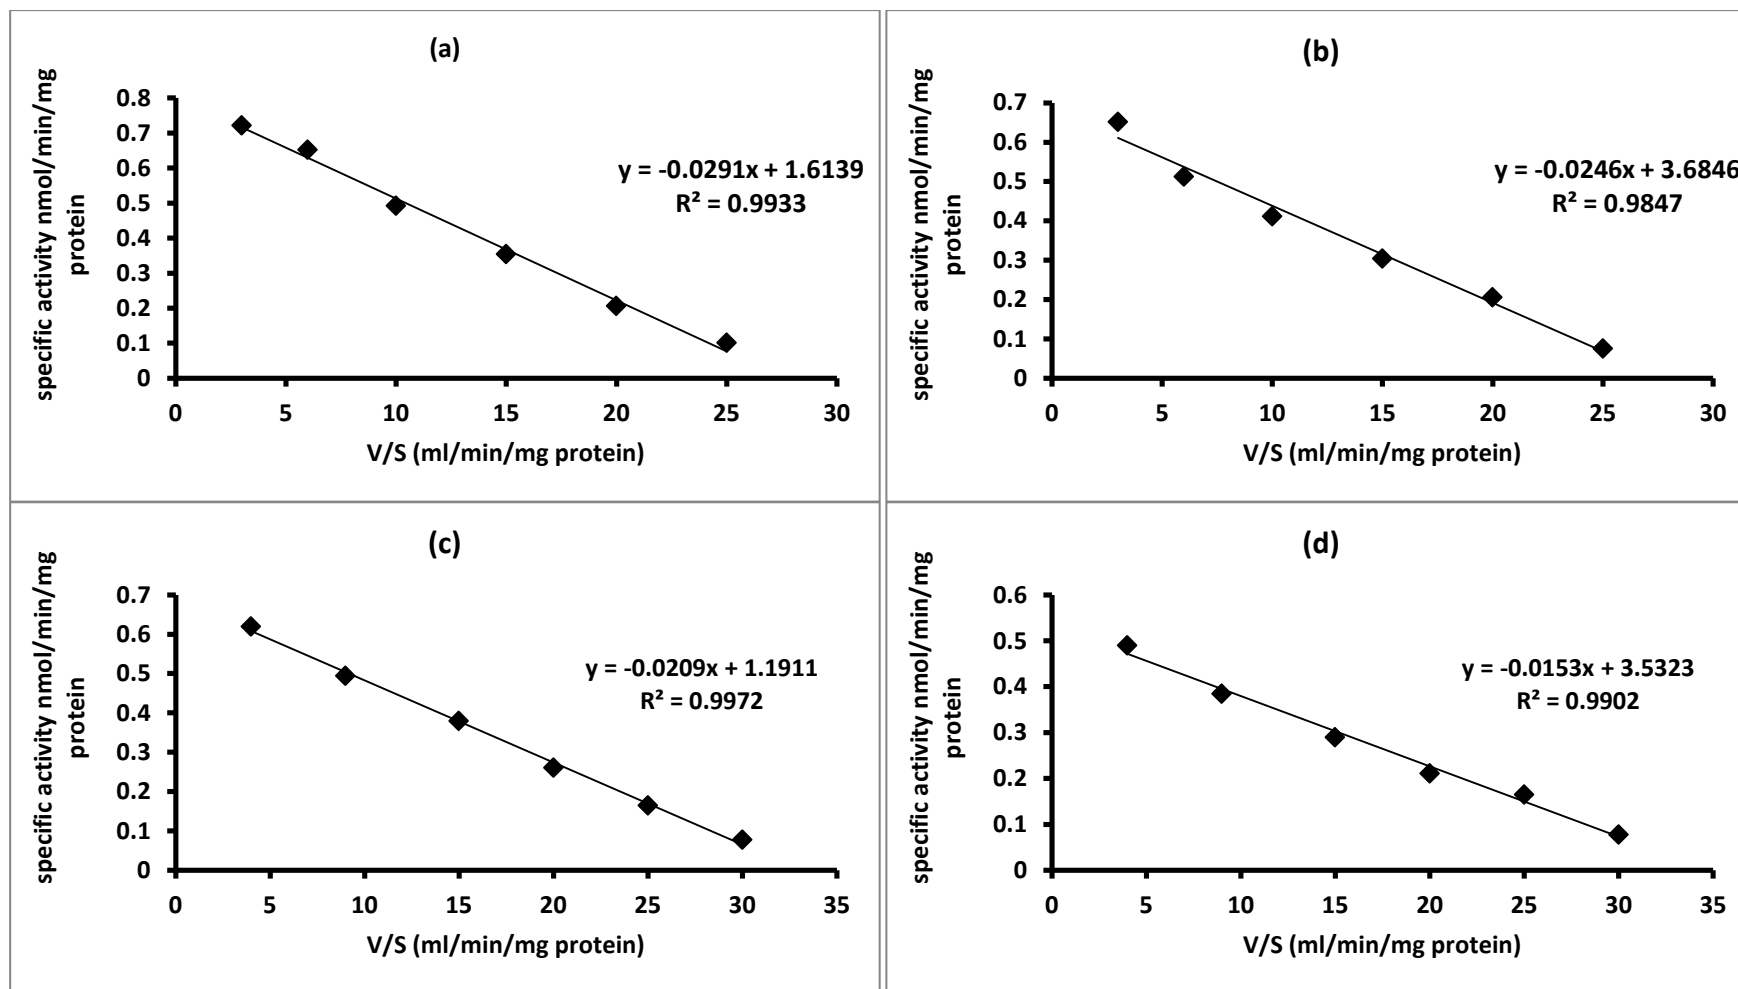 (a)
specific activity nmol/min/mg
protein
0.8
0.7
0.6
0.5
0.4
0.3
0.2
0.1
0
y = -0.0291x + 1.6139
R² = 0.9933
0 5 10 15 20 25 30
V/S (ml/min/mg protein)
(b)
specific activity nmol/min/mg
protein
0.7
0.6
0.5
0.4
0.3
0.2
0.1
0
y = -0.0246x + 3.6846
R² = 0.9847
0 5 10 15 20 25 30
V/S (ml/min/mg protein)
(c)
specific activity nmol/min/mg
protein
0.7
0.6
0.5
0.4
0.3
0.2
0.1
0
y = -0.0209x + 1.1911
R² = 0.9972
0 5 10 15 20 25 30 35
V/S (ml/min/mg protein)
(d)
specific activity nmol/min/mg
protein
0.6
0.5
0.4
0.3
0.2
0.1
0
y = -0.0153x + 3.5323
R² = 0.9902
0 5 10 15 20 25 30 35
V/S (ml/min/mg protein)